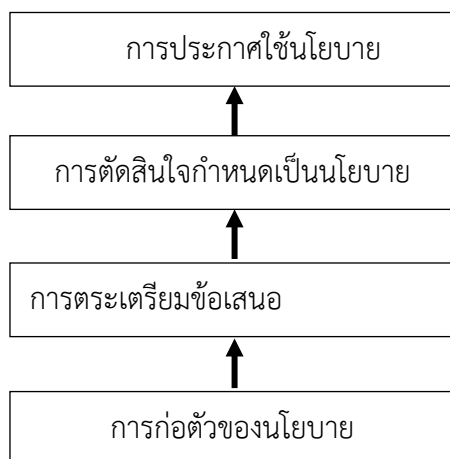 การประกาศใช้นโยบาย
การตัดสินใจกำหนดเป็นนโยบาย
การตระเตรียมข้อเสนอ
การก่อตัวของนโยบาย